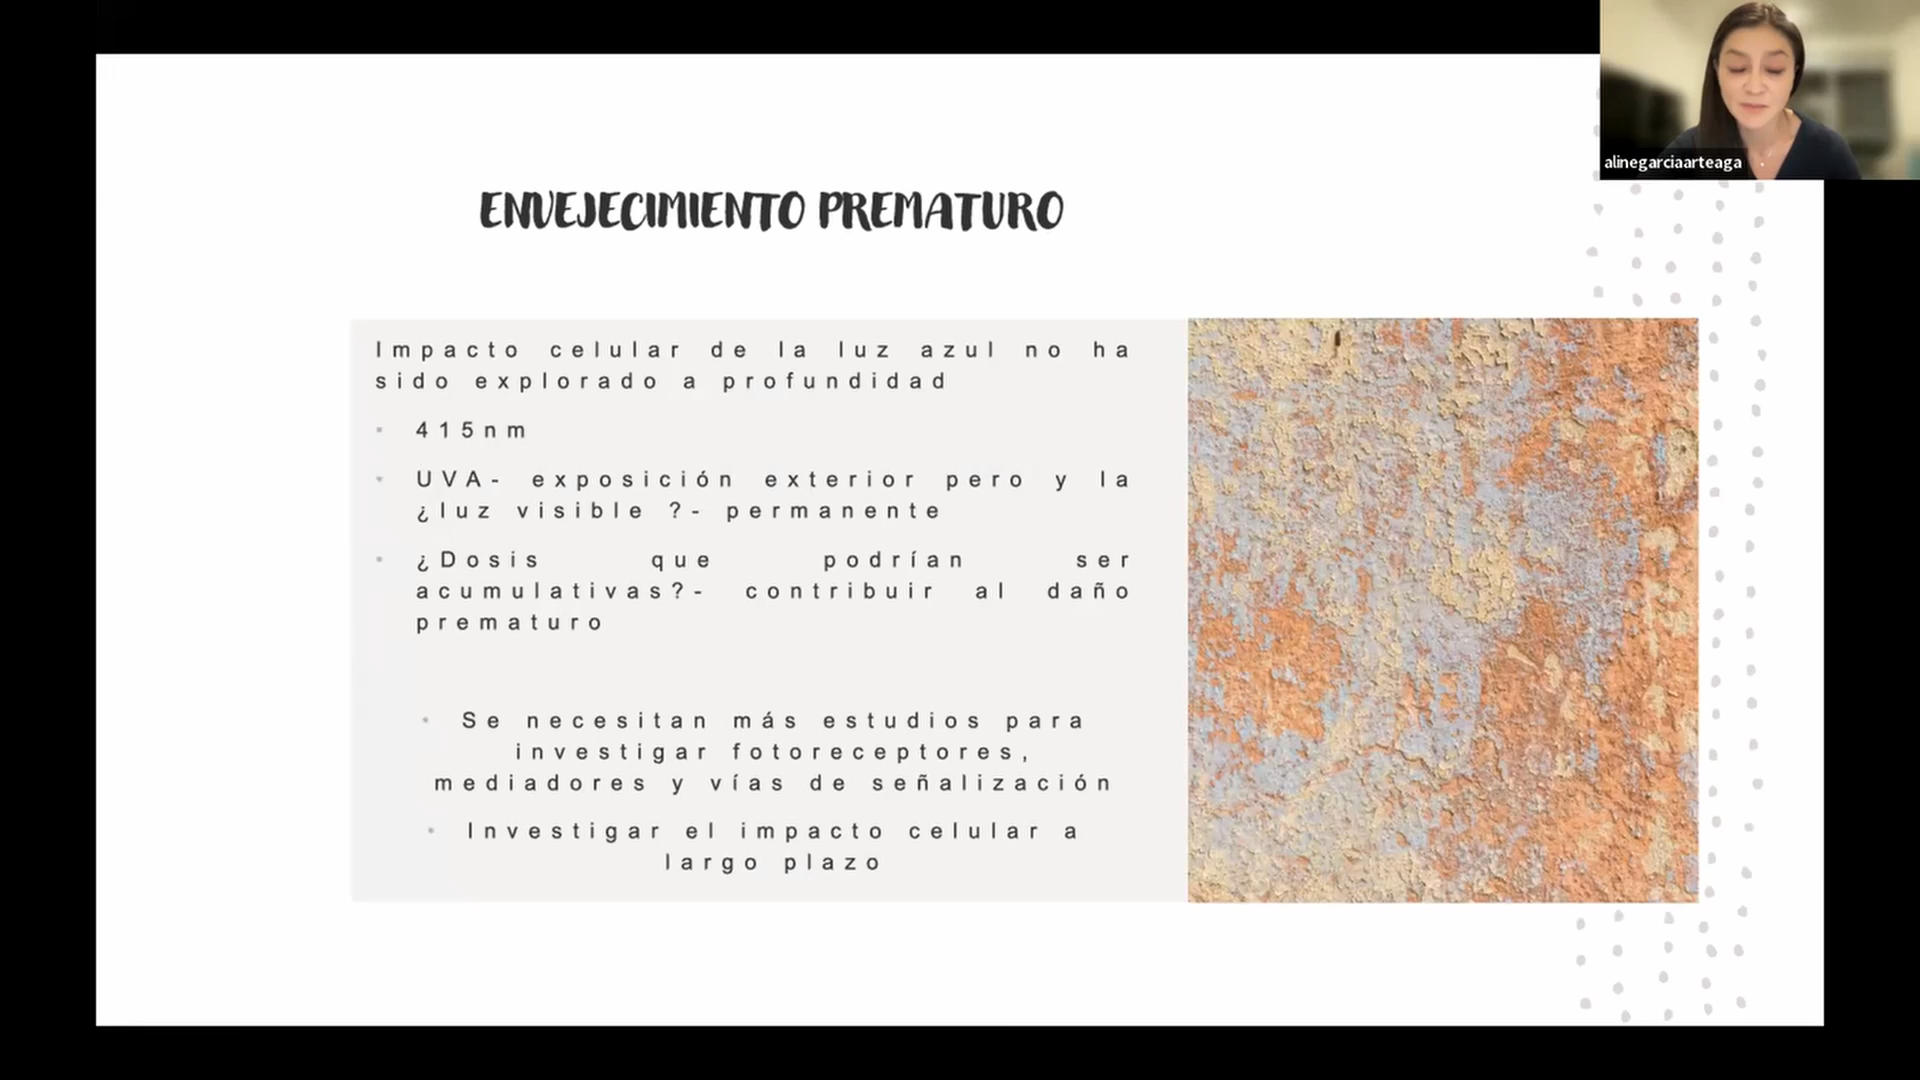 alinegarciaarteaga
ENVEJECIMIENTO PREMATURO
Impacto celular de la luz azul no ha
sido explorado a profundidad
415nm
UVA- exposición exterior pero y la
¿luz visible ?- permanente
¿Dosis que podrían ser
acumulativas?- contribuir al daño
prematuro
Se necesitan más estudios para
investigar fotoreceptores,
mediadores y vías de señalización
Investigar el impacto celular a
largo plazo